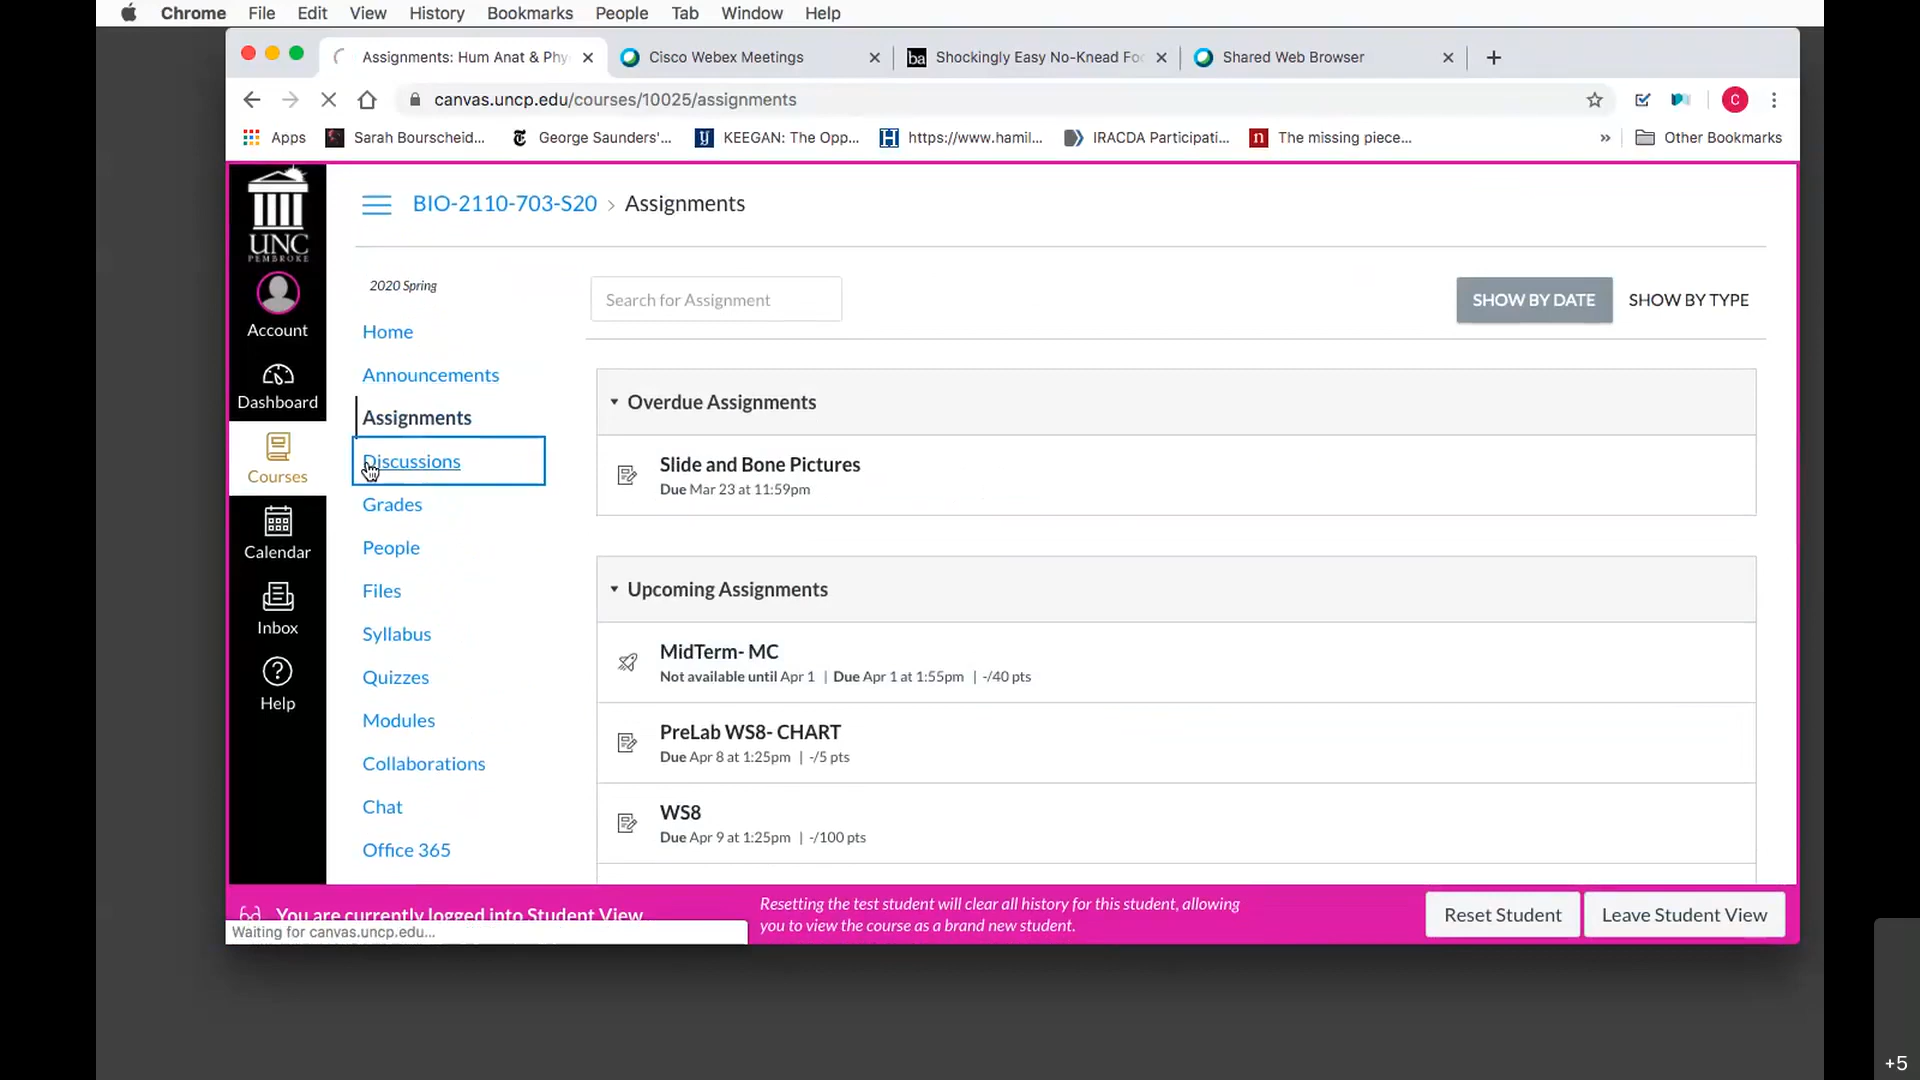 Chrome File Edit View History Bookmarks People Tab Window Help
Assignments: Hum Anat & Phy
Cisco Webex Meetings
ba Shockingly Easy No-Knead Foc
Shared Web Browser
canvas.uncp.edu/courses/10025/assignments
C
Apps
Sarah Bourscheid...
George Saunders'...
KEEGAN: The Opp...
H https://www.hamil...
IRACDA Participati...
n The missing piece...
»
Other Bookmarks
UNC
PEMBROKE
Account
Dashboard
Courses
Calendar
Inbox
Help
BIO-2110-703-S20 › Assignments
2020 Spring
Home
Announcements
Assignments
Discussions
Grades
People
Files
Syllabus
Quizzes
Modules
Collaborations
Chat
Office 365
Search for Assignment
SHOW BY DATE
SHOW BY TYPE
Overdue Assignments
Slide and Bone Pictures
Due Mar 23 at 11:59pm
Upcoming Assignments
MidTerm- MC
Not available until Apr 1 | Due Apr 1 at 1:55pm | -/40 pts
PreLab WS8- CHART
Due Apr 8 at 1:25pm | -/5 pts
WS8
Due Apr 9 at 1:25pm | -/100 pts
You are currently logged into Student View
Waiting for canvas.uncp.edu...
Resetting the test student will clear all history for this student, allowing
you to view the course as a brand new student.
Reset Student
Leave Student View
+5